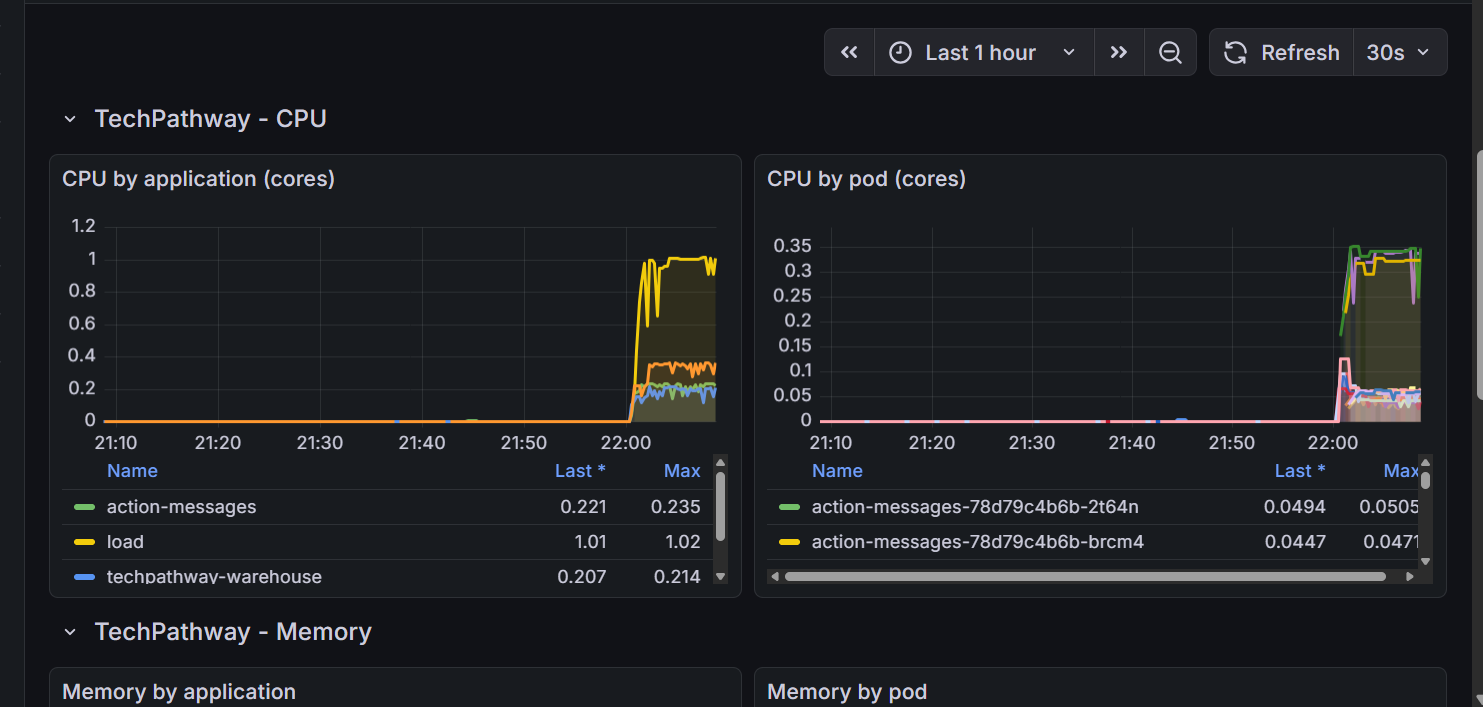 Last 1 hour
Refresh
30s
TechPathway - CPU
CPU by application (cores)
1.2
1
0.8
0.6
0.4
0.2
0
21:10 21:20 21:30 21:40 21:50 22:00
Name Last * Max
action-messages 0.221 0.235
load 1.01 1.02
techpathway-warehouse 0.207 0.214
CPU by pod (cores)
0.35
0.3
0.25
0.2
0.15
0.1
0.05
0
21:10 21:20 21:30 21:40 21:50 22:00
Name Last * Max
action-messages-78d79c4b6b-2t64n 0.0494 0.0505
action-messages-78d79c4b6b-brcm4 0.0447 0.0471
TechPathway - Memory
Memory by application
Memory by pod